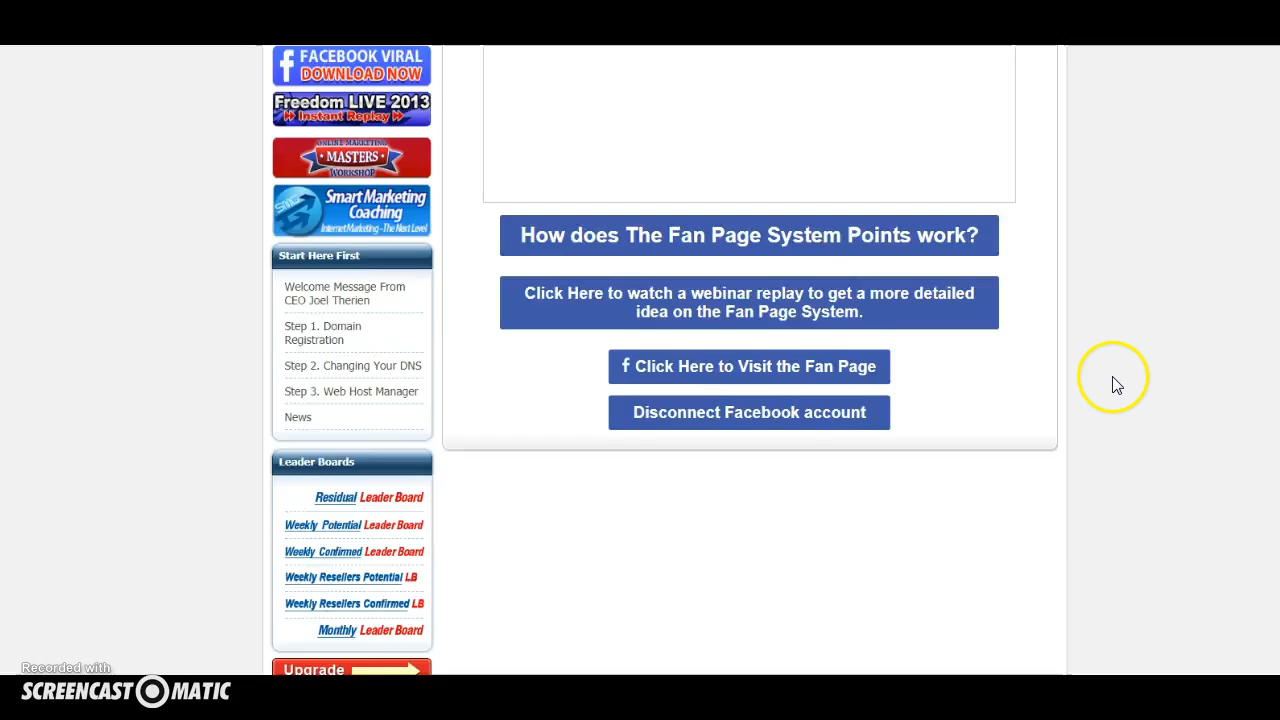 FACEBOOK VIRAL
DOWNLOAD NOW
Freedom LIVE 2013
Instant Replay
ONLINE MARKETING
MASTERS
WORKSHOP
Smart Marketing
Coaching
Internet Marketing - The Next Level
Start Here First
Welcome Message From
CEO Joel Therien
Step 1. Domain
Registration
Step 2. Changing Your DNS
Step 3. Web Host Manager
News
Leader Boards
Residual Leader Board
Weekly Potential Leader Board
Weekly Confirmed Leader Board
Weekly Resellers Potential LB
Weekly Resellers Confirmed LB
Monthly Leader Board
Upgrade
How does The Fan Page System Points work?
Click Here to watch a webinar replay to get a more detailed
idea on the Fan Page System.
f Click Here to Visit the Fan Page
Disconnect Facebook account
Recorded with
SCREENCAST O MATIC